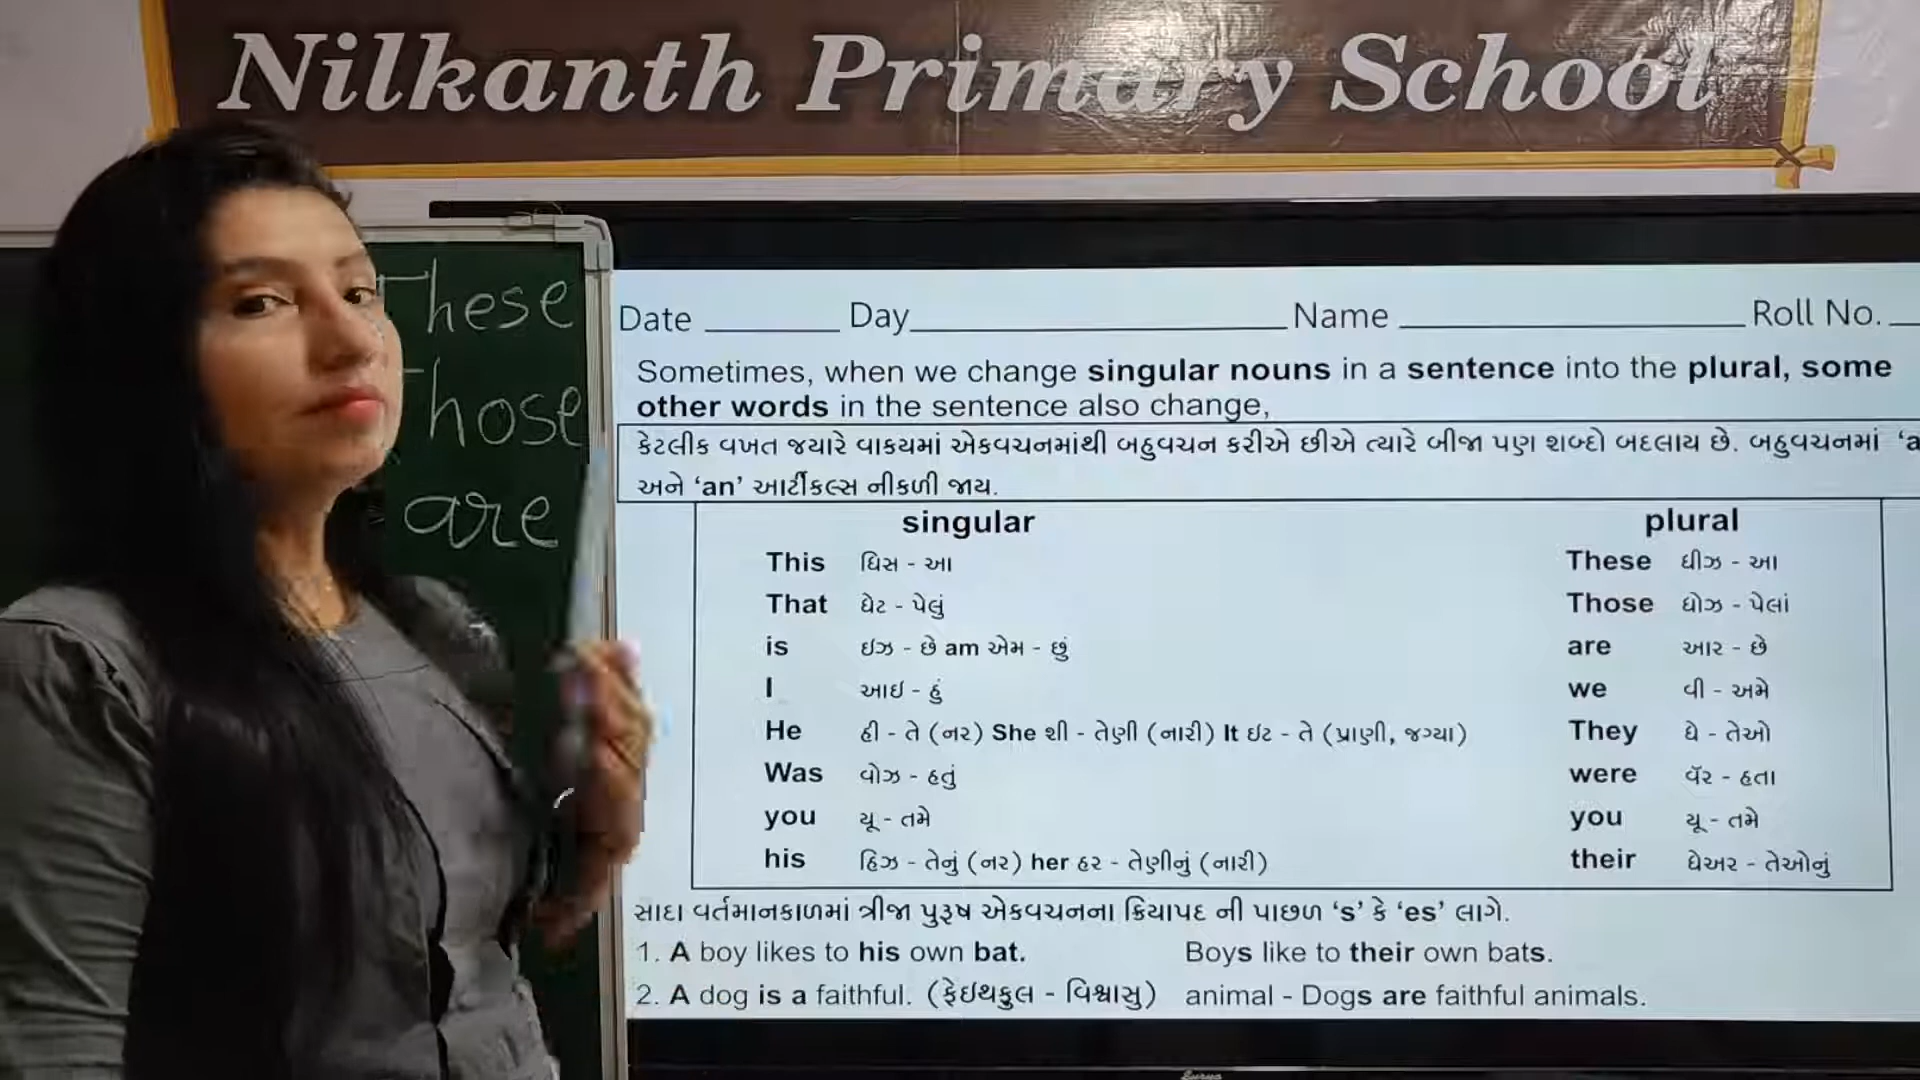 Nilkanth Primary School
These
Those
are
Date ________ Day____________________ Name ____________________ Roll No. __
Sometimes, when we change singular nouns in a sentence into the plural, some
other words in the sentence also change,
કેટલીક વખત જયારે વાકયમાં એકવચનમાંથી બહુવચન કરીએ છીએ ત્યારે બીજા પણ શબ્દો બદલાય છે. બહુવચનમાં ‘a
અને ‘an’ આર્ટીકલ્સ નીકળી જાય.
singular plural
This ધિસ - આ These ધીઝ - આ
That ધેટ - પેલું Those ધોઝ - પેલાં
is ઇઝ - છે am એમ - છું are આર - છે
I આઇ - હું we વી - અમે
He હી - તે (નર) She શી - તેણી (નારી) It ઇટ - તે (પ્રાણી, જગ્યા) They ધે - તેઓ
Was વોઝ - હતું were વૅર - હતા
you યૂ - તમે you યૂ - તમે
his હિઝ - તેનું (નર) her હર - તેણીનું (નારી) their ધેઅર - તેઓનું
સાદા વર્તમાનકાળમાં ત્રીજા પુરૂષ એકવચનના ક્રિયાપદ ની પાછળ ‘s’ કે ‘es’ લાગે.
1. A boy likes to his own bat. Boys like to their own bats.
2. A dog is a faithful. (ફેઇથફુલ - વિશ્વાસુ) animal - Dogs are faithful animals.